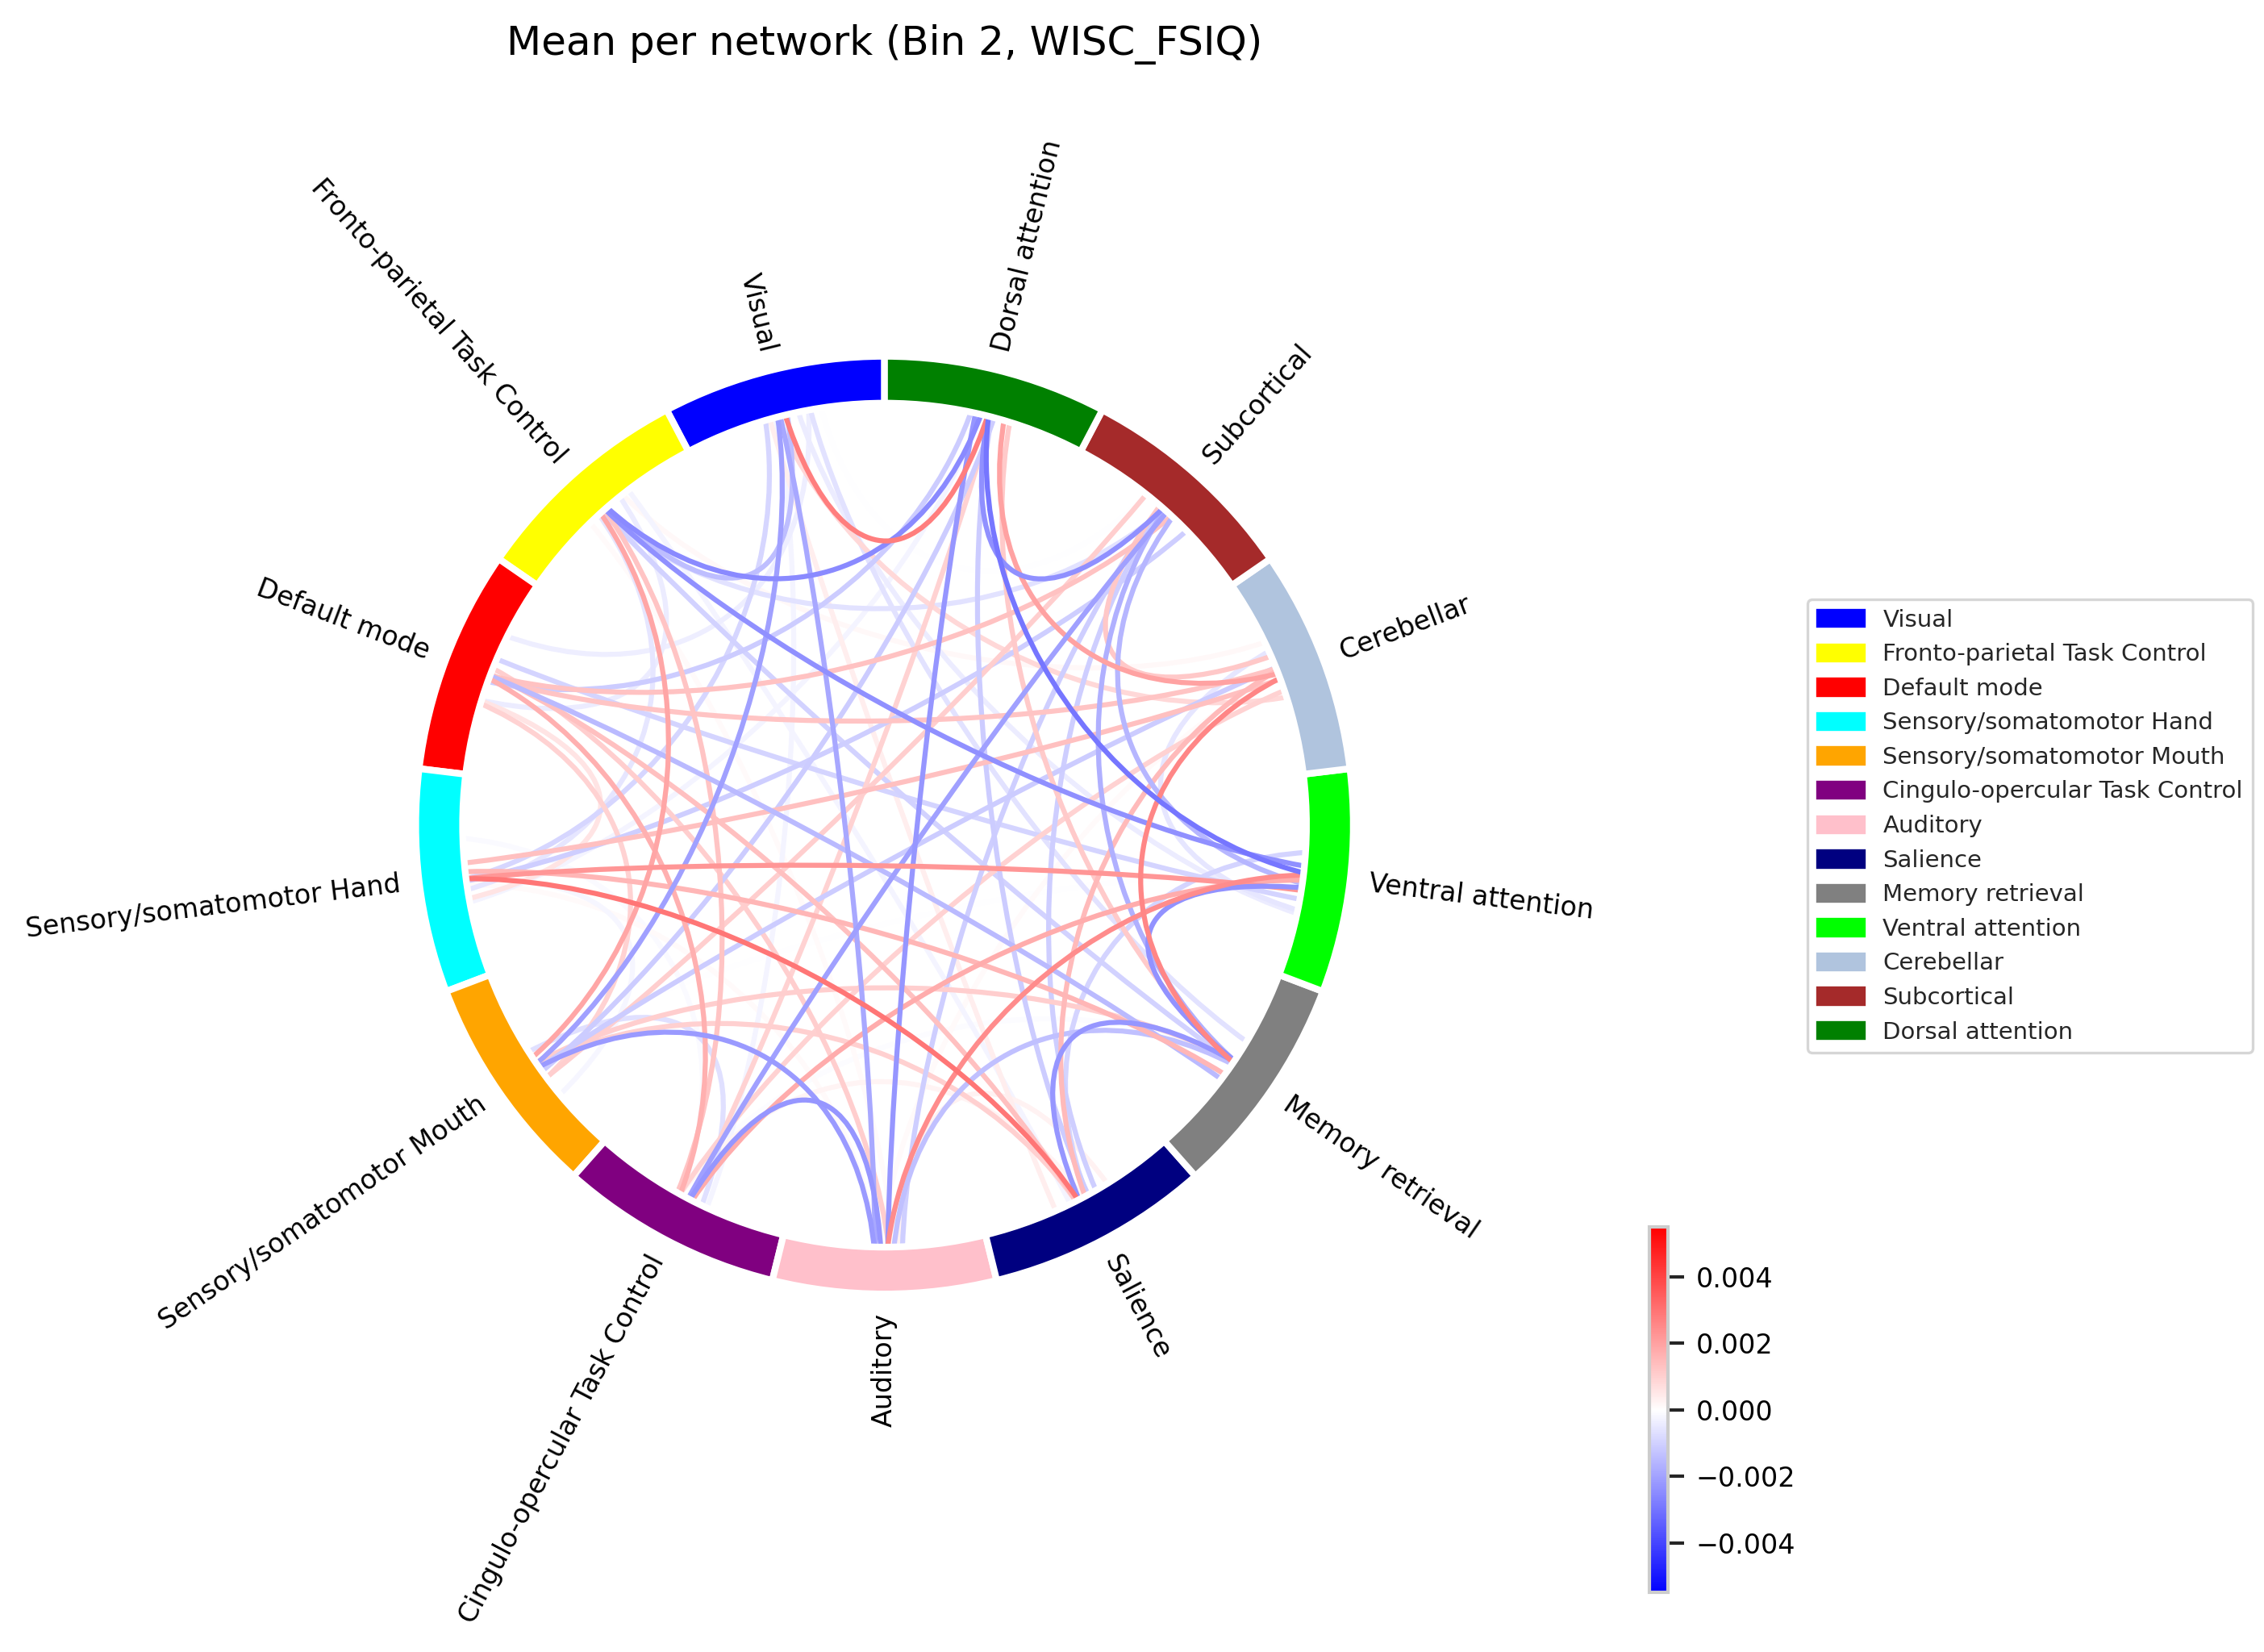 Mean per network (Bin 2, WISC_FSIQ)
Dorsal attention
Fronto-parietal Task Control
Visual
Subcortical
Default mode
Cerebellar
Sensory/somatomotor Hand
Ventral attention
Sensory/somatomotor Mouth
Memory retrieval
Cingulo-opercular Task Control
Auditory
Salience
Visual
Fronto-parietal Task Control
Default mode
Sensory/somatomotor Hand
Sensory/somatomotor Mouth
Cingulo-opercular Task Control
Auditory
Salience
Memory retrieval
Ventral attention
Cerebellar
Subcortical
Dorsal attention
0.004
0.002
0.000
−0.002
−0.004